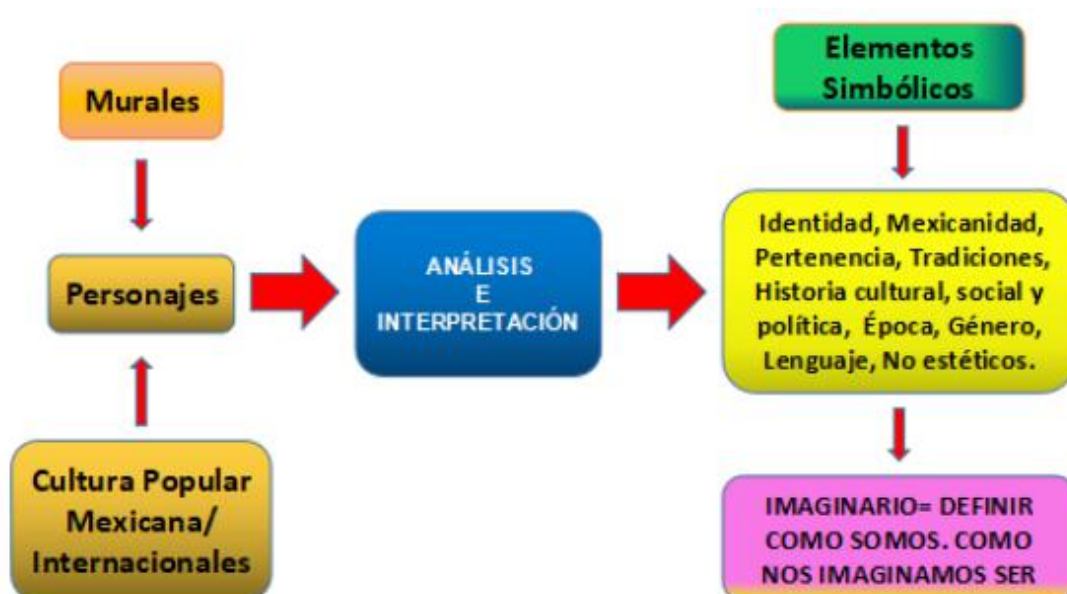 Murales
Personajes
Cultura Popular
Mexicana/
Internacionales
ANÁLISIS
E
INTERPRETACIÓN
Elementos
Simbólicos
Identidad, Mexicanidad,
Pertenencia, Tradiciones,
Historia cultural, social y
política, Época, Género,
Lenguaje, No estéticos.
IMAGINARIO= DEFINIR
COMO SOMOS. COMO
NOS IMAGINAMOS SER